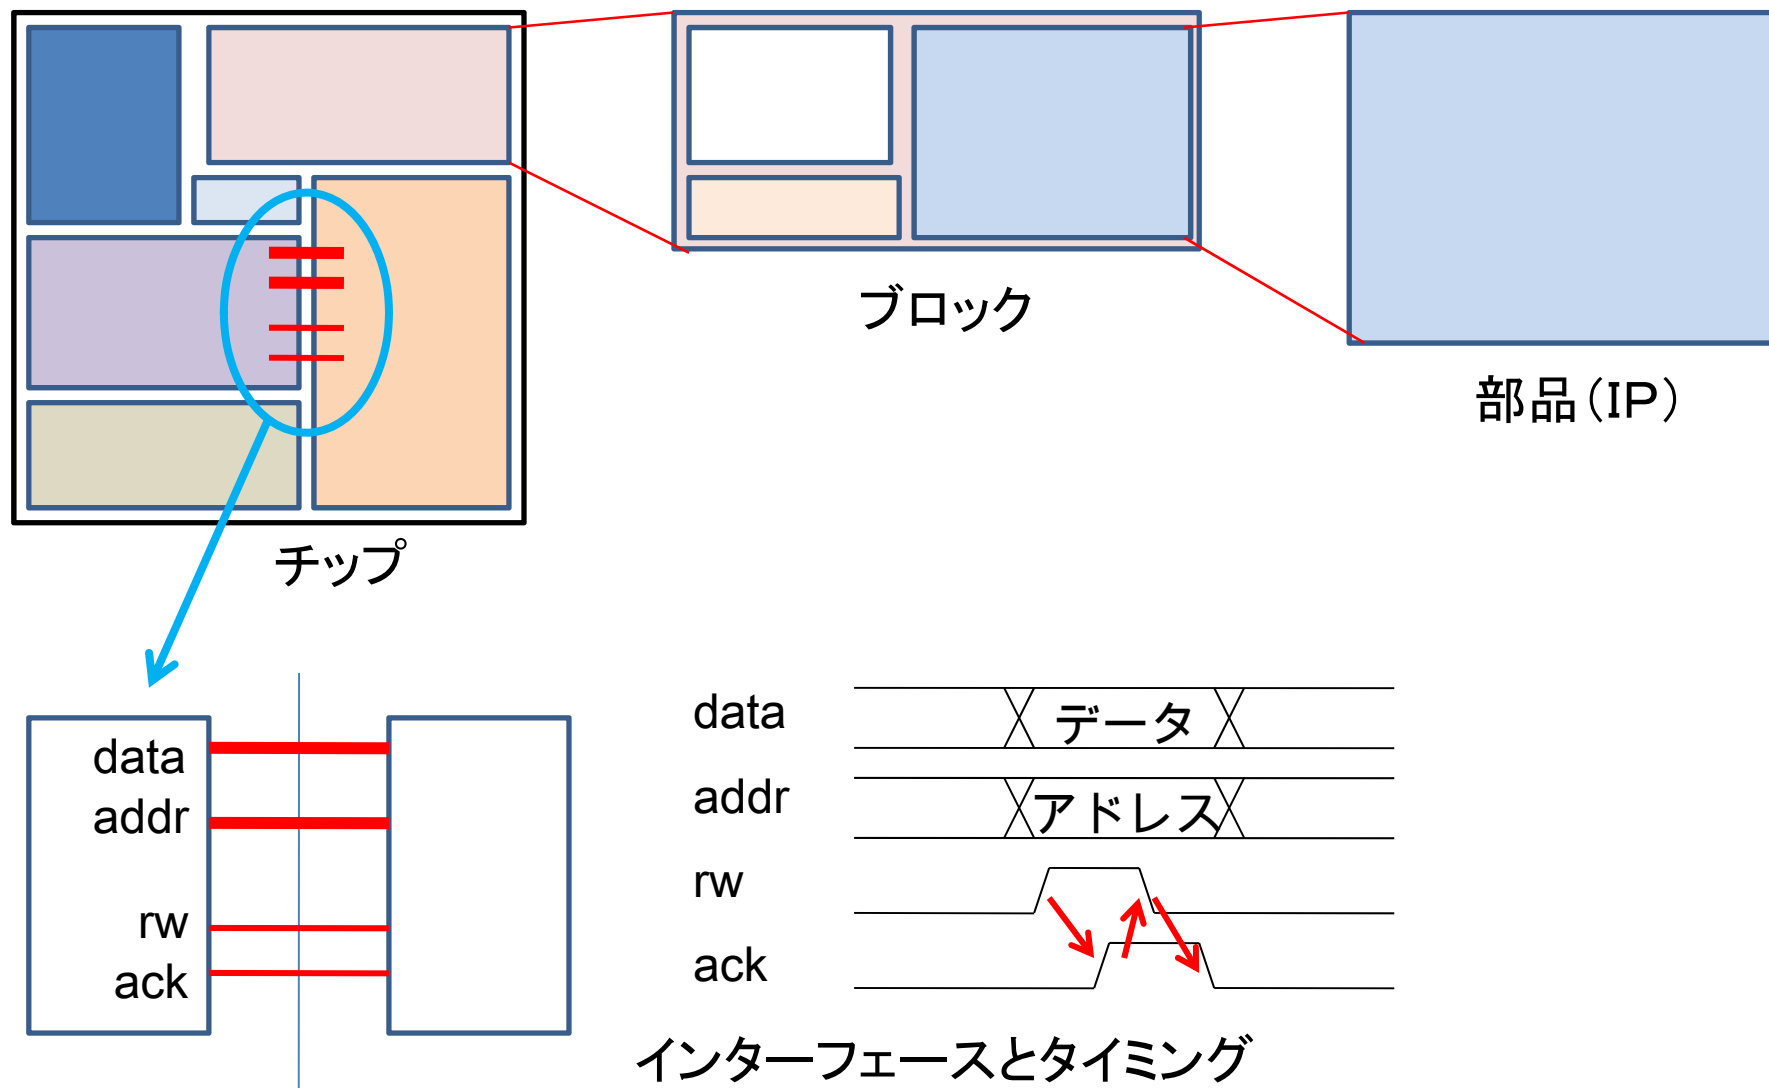 ブロック
部品（IP）
チップ
data
addr
rw
ack
data
データ
addr
アドレス
rw
ack
インターフェースとタイミング